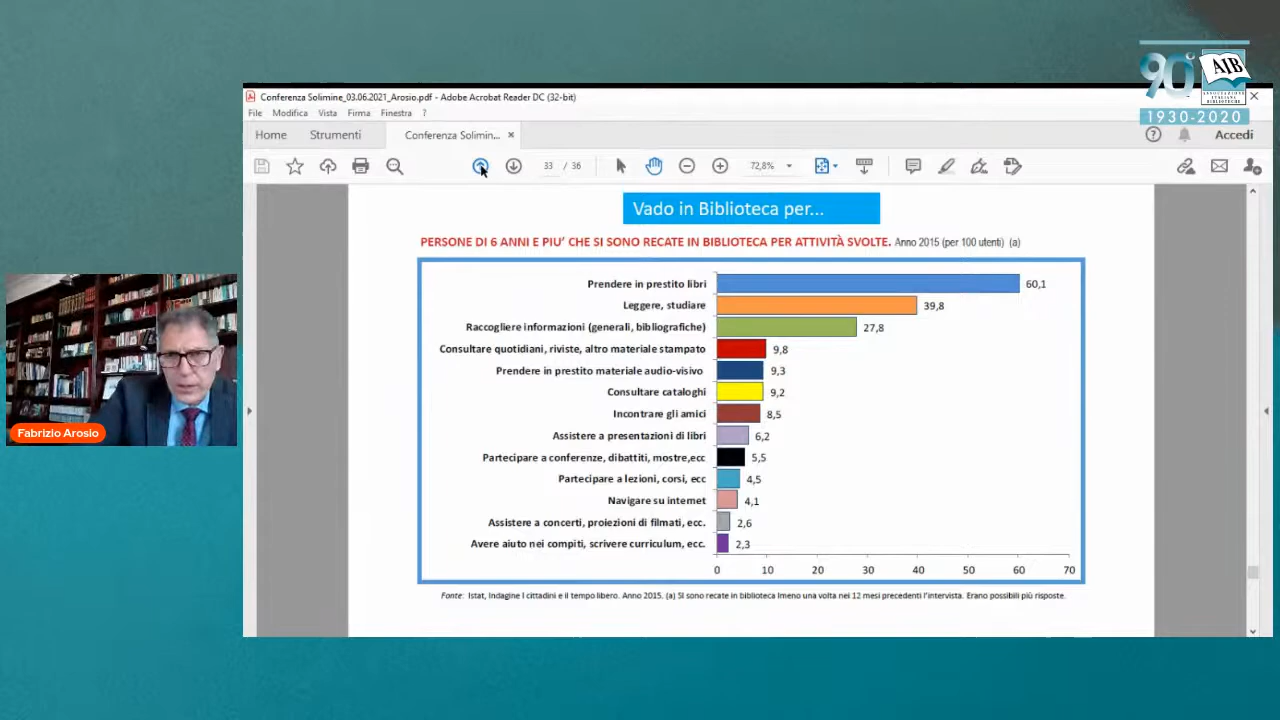 90°
AIB
ASSOCIAZIONE
ITALIANA
BIBLIOTECHE
1930-2020
Conferenza Solimine_03.06.2021_Arosio.pdf - Adobe Acrobat Reader DC (32-bit)
File Modifica Vista Firma Finestra ?
Home Strumenti Conferenza Solimin... × Accedi
33 / 36 72,8%
Vado in Biblioteca per...
PERSONE DI 6 ANNI E PIU' CHE SI SONO RECATE IN BIBLIOTECA PER ATTIVITÀ SVOLTE. Anno 2015 (per 100 utenti) (a)
Prendere in prestito libri 60,1
Leggere, studiare 39,8
Raccogliere informazioni (generali, bibliografiche) 27,8
Consultare quotidiani, riviste, altro materiale stampato 9,8
Prendere in prestito materiale audio-visivo 9,3
Consultare cataloghi 9,2
Incontrare gli amici 8,5
Assistere a presentazioni di libri 6,2
Partecipare a conferenze, dibattiti, mostre,ecc 5,5
Partecipare a lezioni, corsi, ecc 4,5
Navigare su internet 4,1
Assistere a concerti, proiezioni di filmati, ecc. 2,6
Avere aiuto nei compiti, scrivere curriculum, ecc. 2,3
0 10 20 30 40 50 60 70
Fonte: Istat, Indagine I cittadini e il tempo libero. Anno 2015. (a) SI sono recate in biblioteca lmeno una volta nei 12 mesi precedenti l'intervista. Erano possibili più risposte.
Fabrizio Arosio